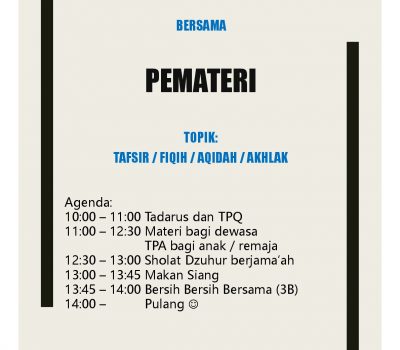 BERSAMA
PEMATERI
TOPIK:
TAFSIR / FIQIH / AQIDAH / AKHLAK
Agenda:
10:00 – 11:00 Tadarus dan TPQ
11:00 – 12:30 Materi bagi dewasa
TPA bagi anak / remaja
12:30 – 13:00 Sholat Dzuhur berjama’ah
13:00 – 13:45 Makan Siang
13:45 – 14:00 Bersih Bersih Bersama (3B)
14:00 – Pulang ☺